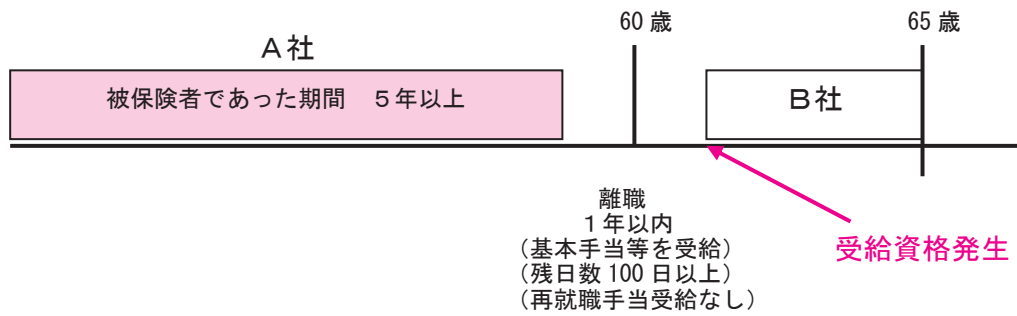 60 歳
65 歳
A社
被保険者であった期間　５年以上
B社
離職
１年以内
（基本手当等を受給）
（残日数 100 日以上）
（再就職手当受給なし）
受給資格発生